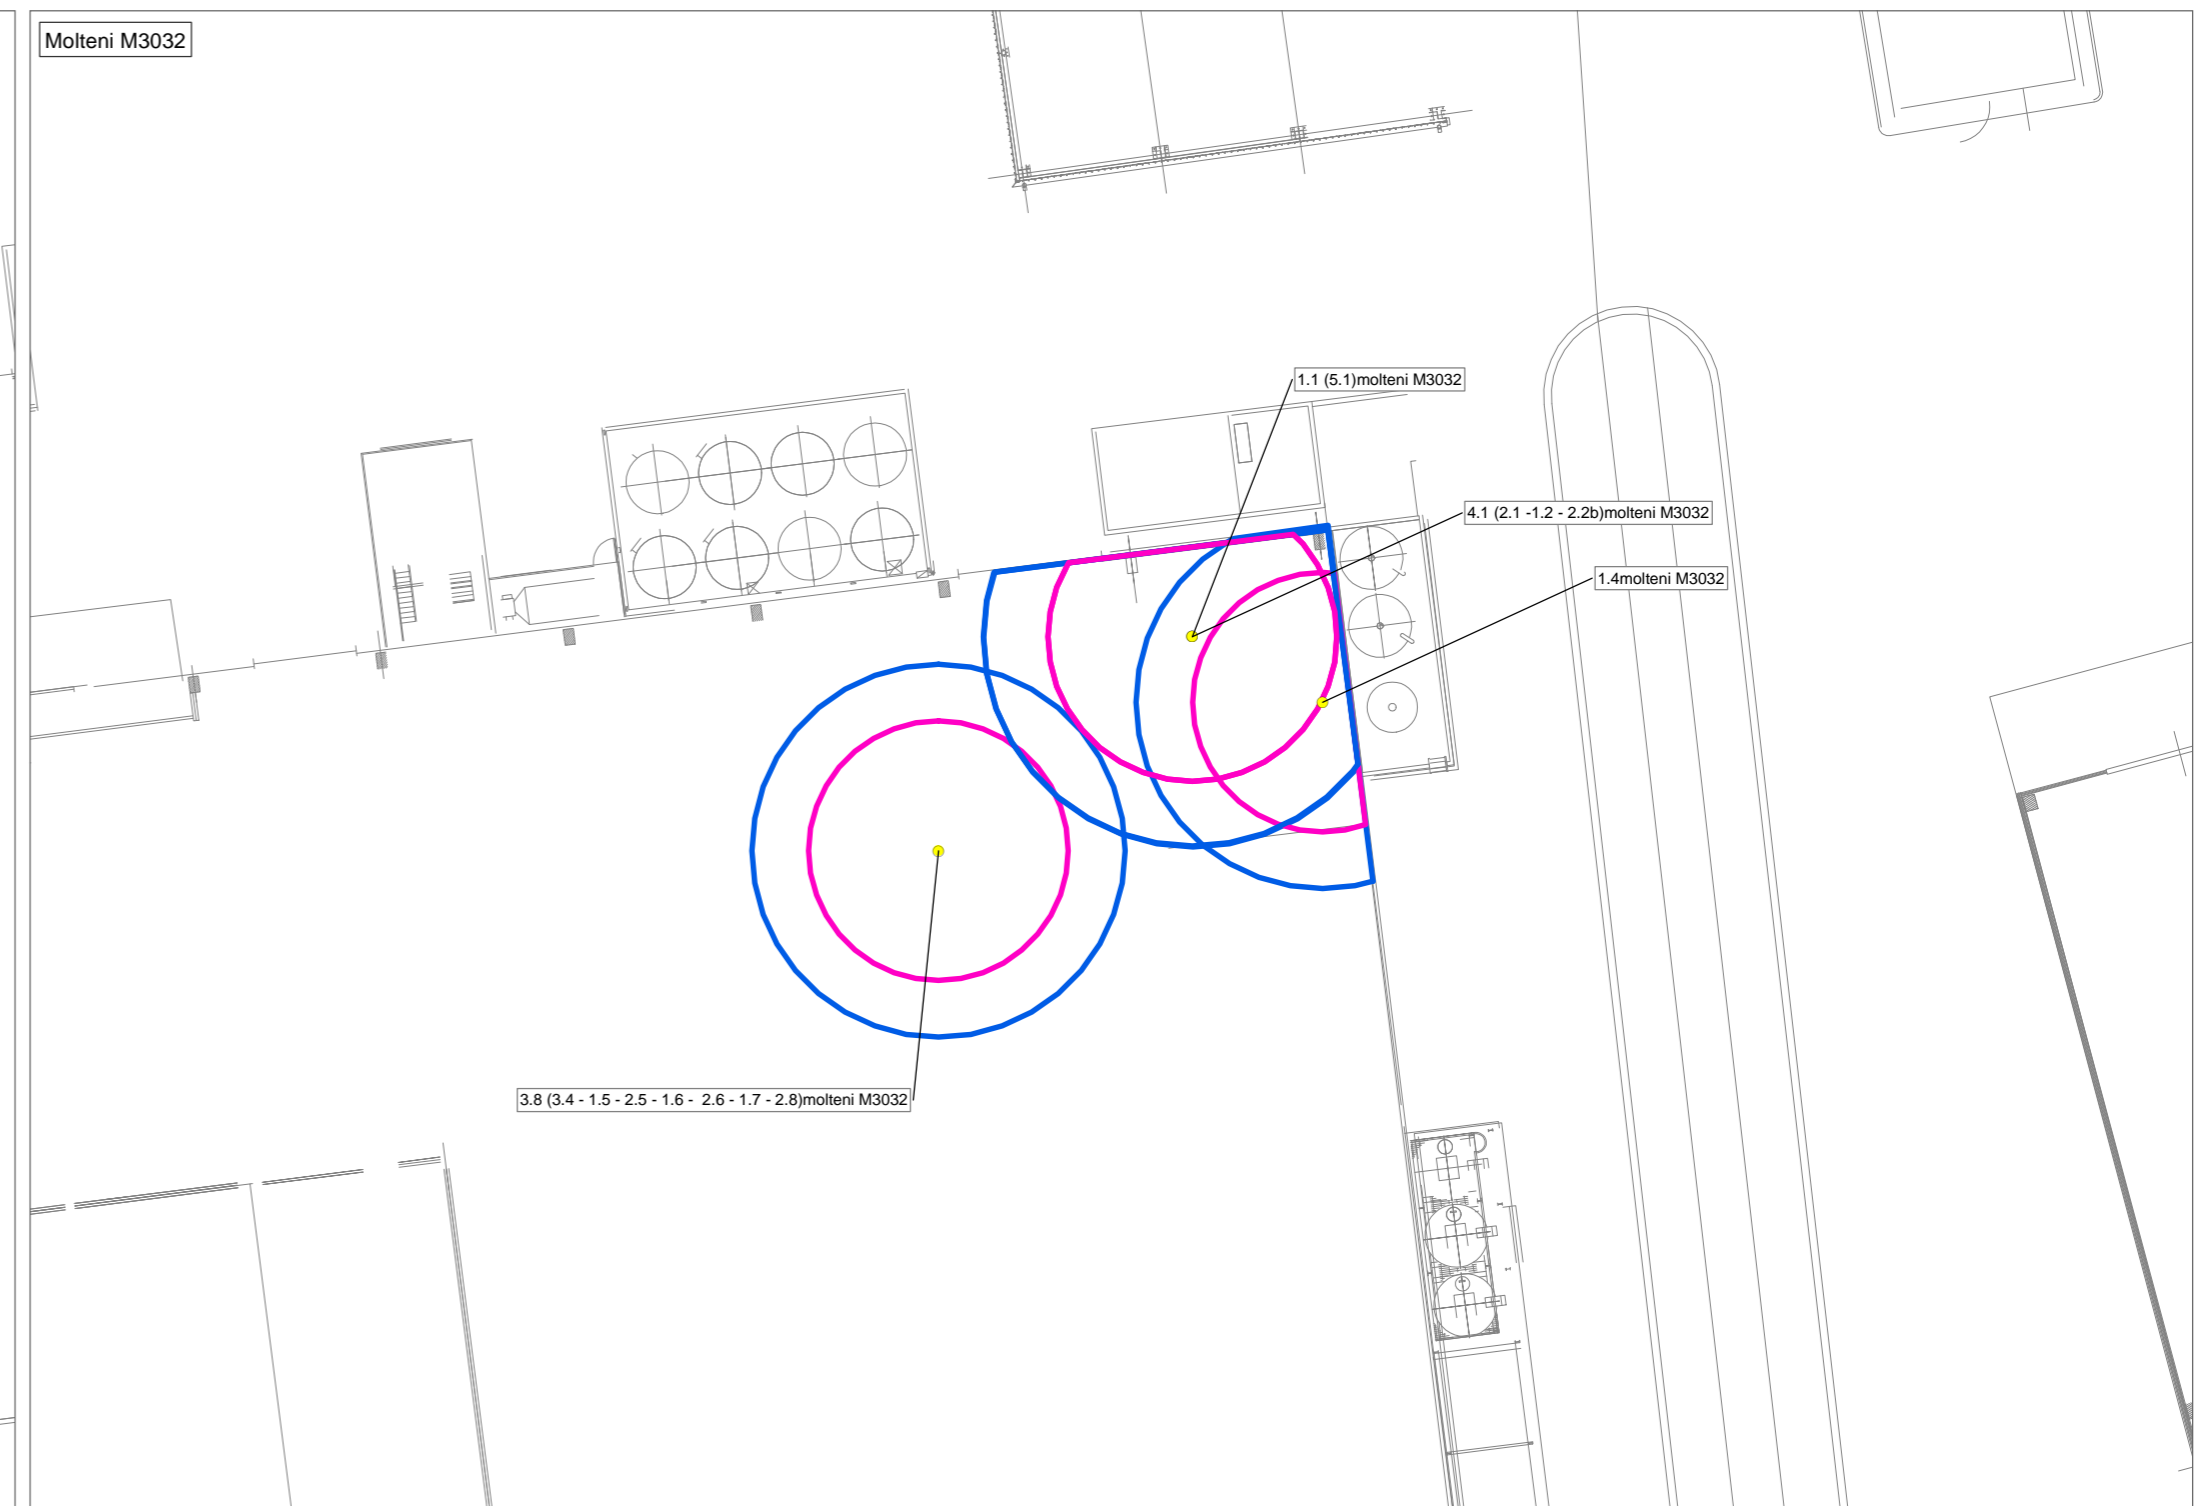 Molteni M3032
1.1 (5.1)molteni M3032
4.1 (2.1 -1.2 - 2.2b)molteni M3032
1.4molteni M3032
3.8 (3.4 - 1.5 - 2.5 - 1.6 -  2.6 - 1.7 - 2.8)molteni M3032